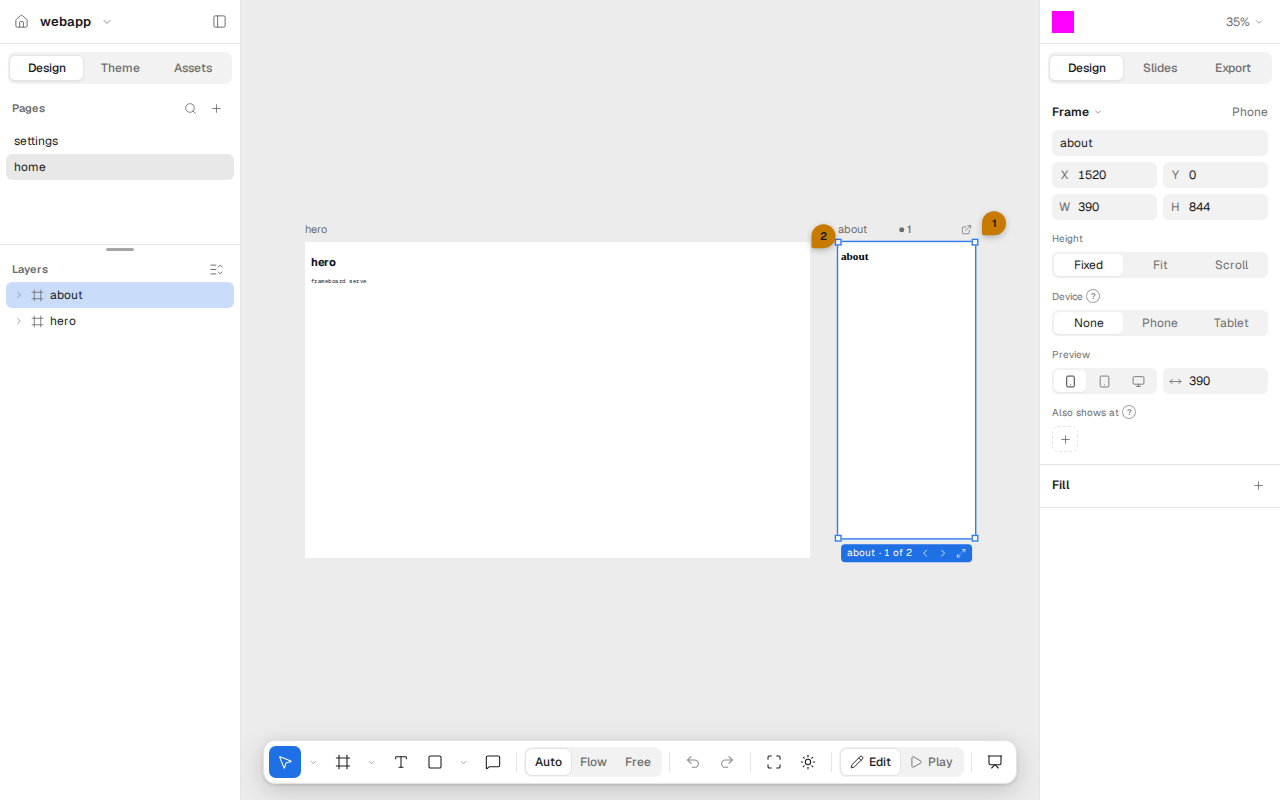 webapp
Design Theme Assets
Pages
settings
home
Layers
about
hero
hero
hero
frameboard serve
2
about 1
1
about
about · 1 of 2
Auto Flow Free
Edit Play
35%
Design Slides Export
Frame Phone
about
X 1520 Y 0
W 390 H 844
Height
Fixed Fit Scroll
Device ?
None Phone Tablet
Preview
390
Also shows at ?
Fill